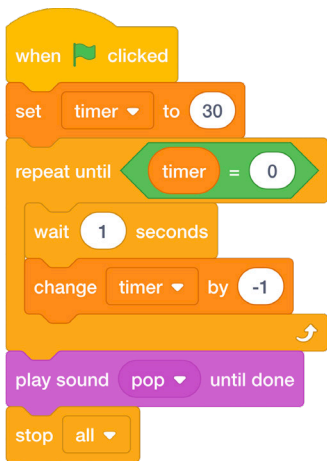 when clicked
set timer to 30
repeat until timer = 0
wait 1 seconds
change timer by -1
play sound pop until done
stop all